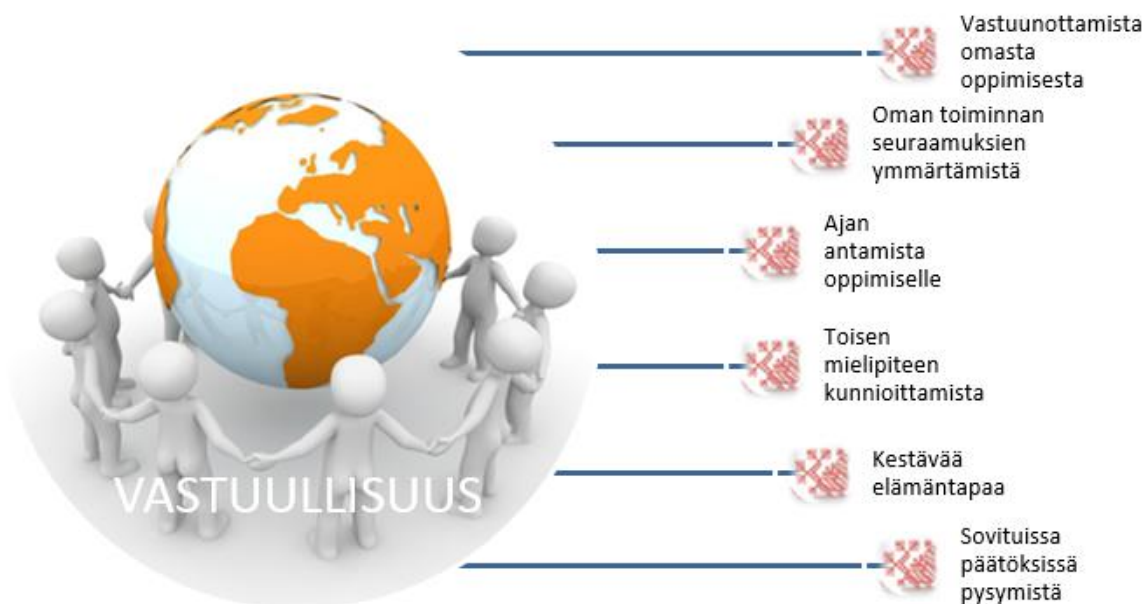 Vastuunottamista
omasta
oppimisesta
Oman toiminnan
seuraamuksien
ymmärtämistä
Ajan
antamista
oppimiselle
Toisen
mielipiteen
kunnioittamista
Kestävää
elämäntapaa
Sovituissa
päätöksissä
pysymistä
VASTUULLISUUS